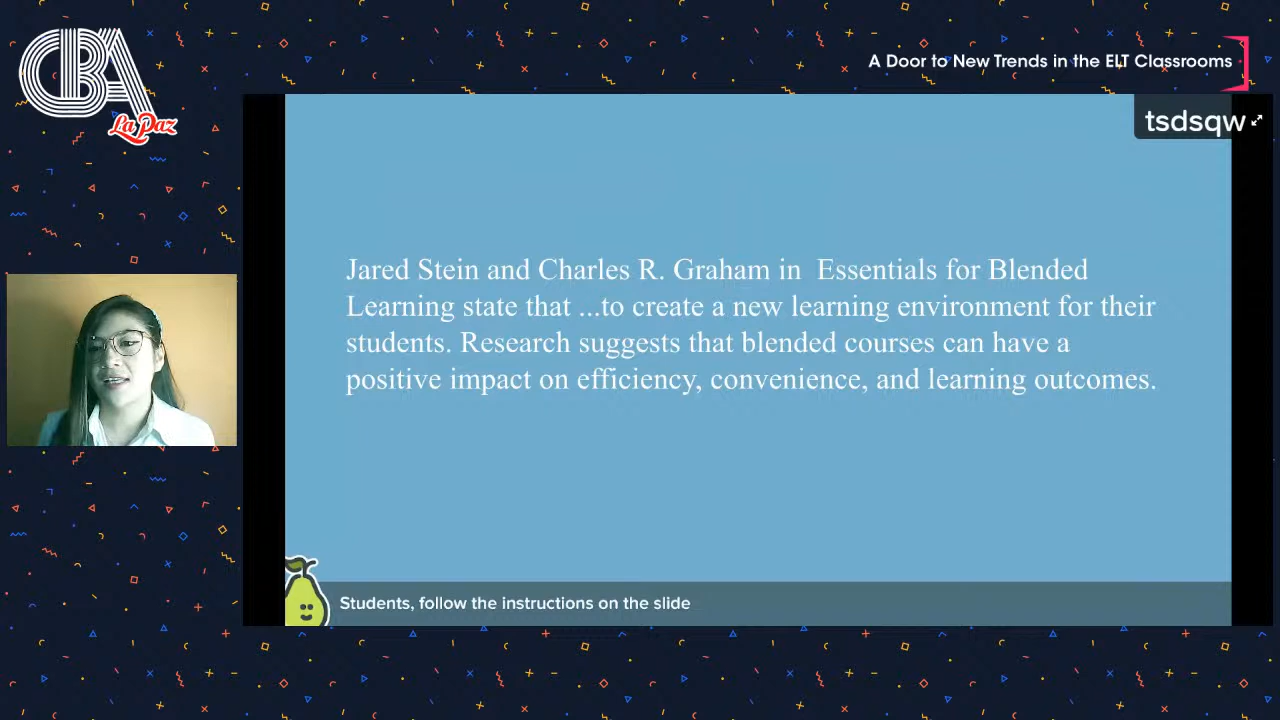 CBA
La Paz
A Door to New Trends in the ELT Classrooms
tsdsqw
Jared Stein and Charles R. Graham in  Essentials for Blended
Learning state that ...to create a new learning environment for their
students. Research suggests that blended courses can have a
positive impact on efficiency, convenience, and learning outcomes.
Students, follow the instructions on the slide